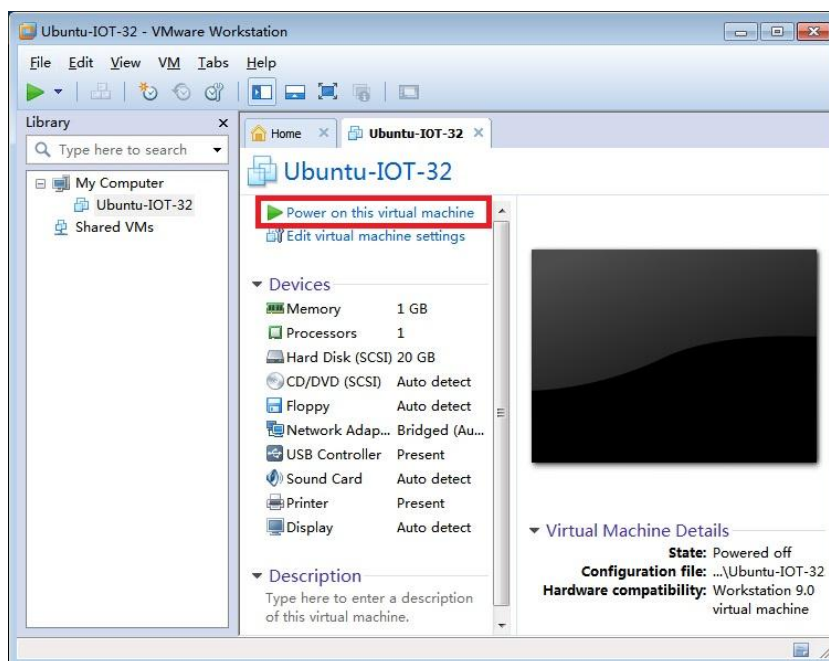 Ubuntu-IOT-32 - VMware Workstation
File Edit View VM Tabs Help
Library x
Type here to search
My Computer
Ubuntu-IOT-32
Shared VMs
Home × Ubuntu-IOT-32 ×
Ubuntu-IOT-32
Power on this virtual machine
Edit virtual machine settings
Devices
Memory 1 GB
Processors 1
Hard Disk (SCSI) 20 GB
CD/DVD (SCSI) Auto detect
Floppy Auto detect
Network Adap... Bridged (Au...
USB Controller Present
Sound Card Auto detect
Printer Present
Display Auto detect
Description
Type here to enter a description
of this virtual machine.
Virtual Machine Details
State: Powered off
Configuration file: ...\Ubuntu-IOT-32
Hardware compatibility: Workstation 9.0
virtual machine